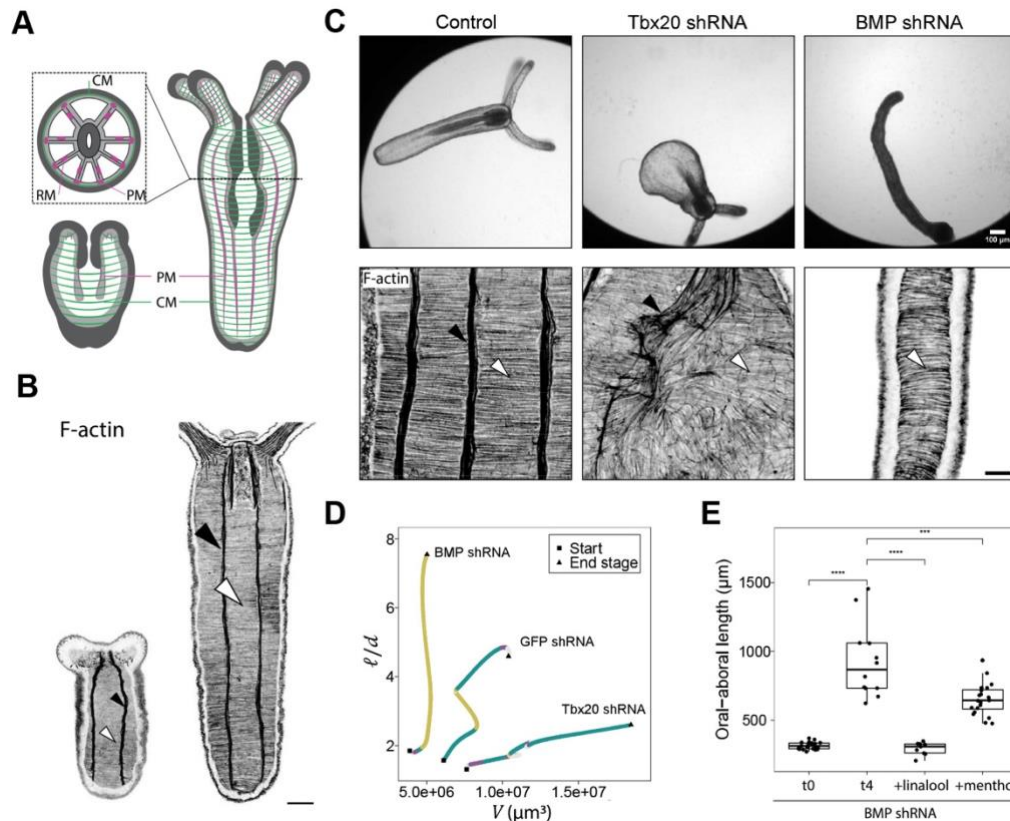 A
CM
RM
PM
PM
CM
B
F-actin
C
Control
Tbx20 shRNA
BMP shRNA
100 µm
F-actin
D
ℓ/d
8
6
4
2
BMP shRNA
GFP shRNA
Tbx20 shRNA
Start
End stage
5.0e+06
1.0e+07
1.5e+07
V (µm³)
E
Oral-aboral length (µm)
1500
1000
500
****
****
***
t0
t4
+linalool
+mentho
BMP shRNA